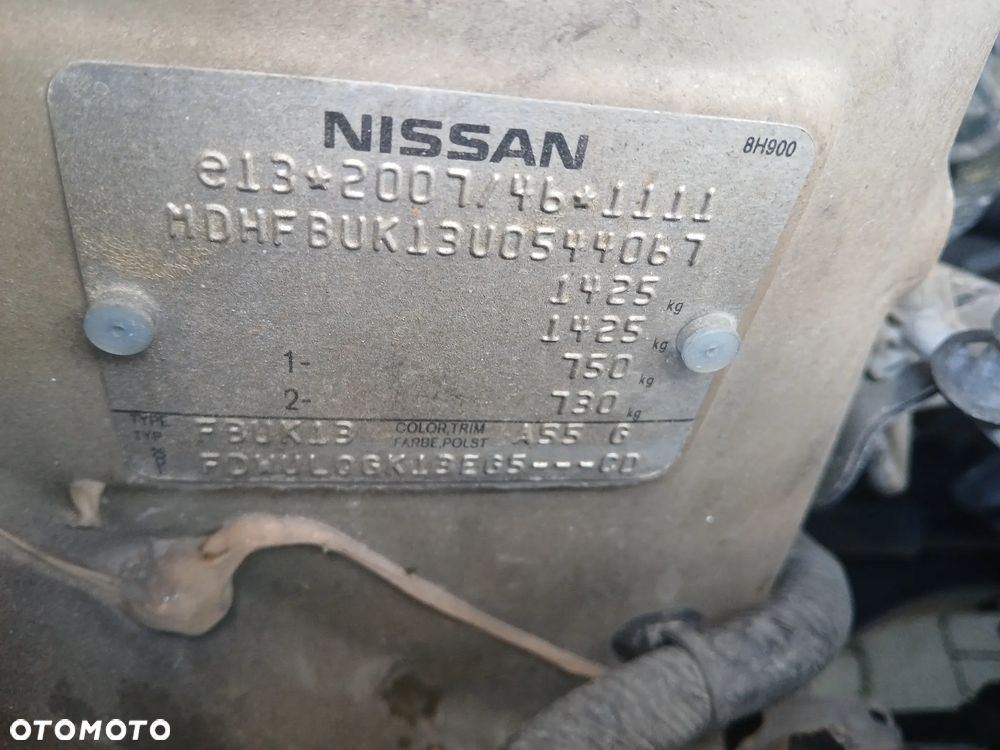 NISSAN
8H900
e13*2007/46*1111
MDHFBUK13U0544067
1425 kg
1425 kg
1- 750 kg
2- 730 kg
TYPE
TYP FBUK13 COLOR,TRIM A55 G
FARBE,POLST
FDWULQGK13EG5---CD
OTOMOTO